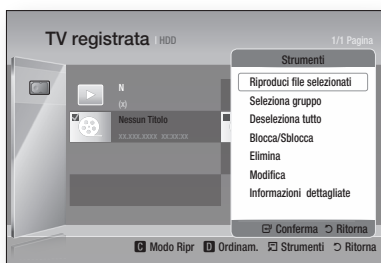 TV registrata | HDD
1/1 Pagina
N
(x)
Nessun Titolo
XX.XXX.XXXX XX:XX:XX
Strumenti
Riproduci file selezionati
Seleziona gruppo
Deseleziona tutto
Blocca/Sblocca
Elimina
Modifica
Informazioni dettagliate
Conferma Ritorna
C Modo Ripr D Ordinam. Strumenti Ritorna